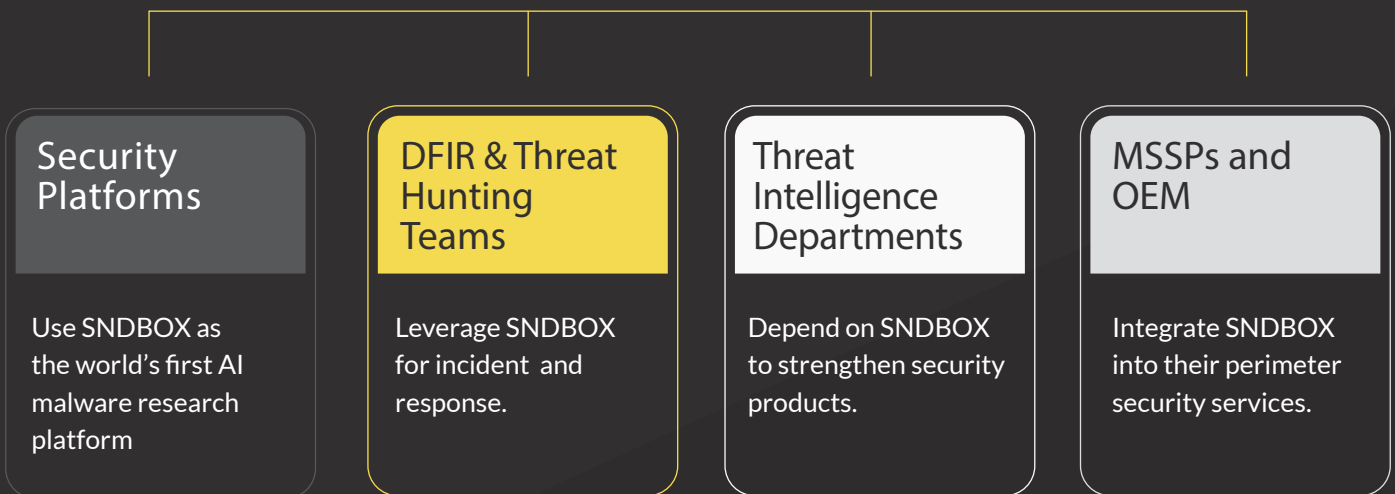 Security
Platforms
Use SNDBOX as
the world's first AI
malware research
platform
DFIR & Threat
Hunting
Teams
Leverage SNDBOX
for incident and
response.
Threat
Intelligence
Departments
Depend on SNDBOX
to strengthen security
products.
MSSPs and
OEM
Integrate SNDBOX
into their perimeter
security services.